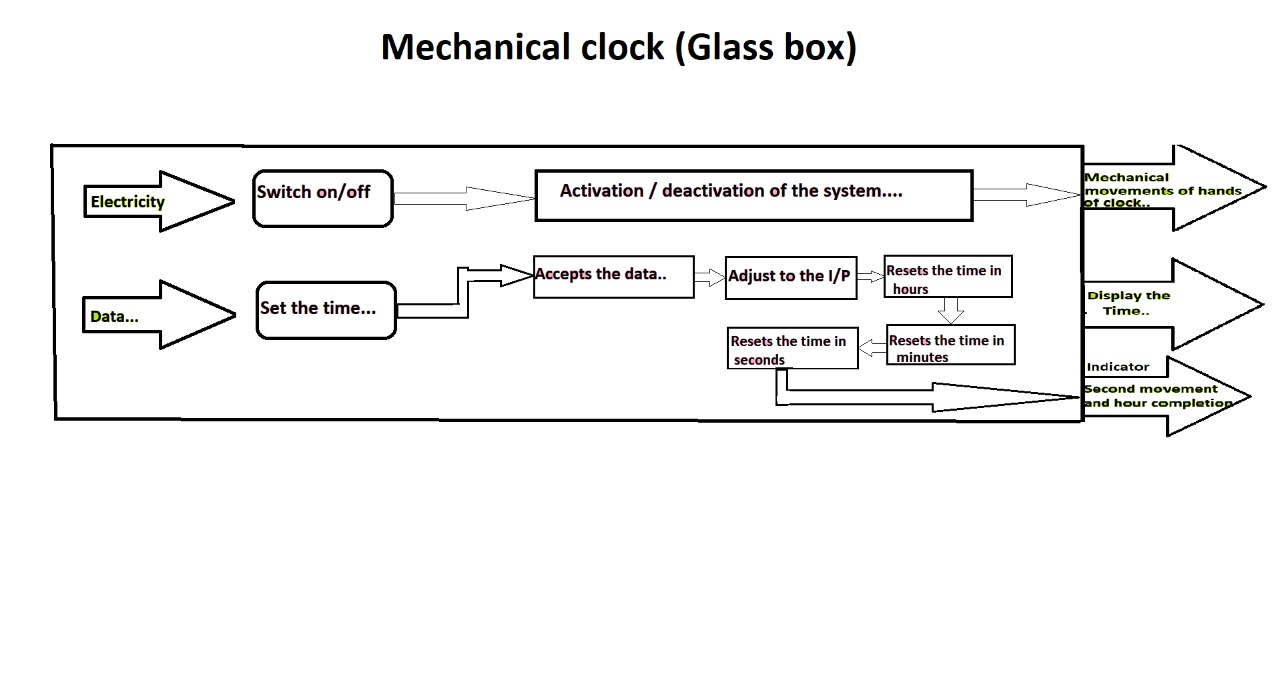 Mechanical clock (Glass box)
Electricity
Switch on/off
Activation / deactivation of the system....
Mechanical
movements of hands
of clock..
Data...
Set the time...
Accepts the data..
Adjust to the I/P
Resets the time in
hours
Resets the time in
minutes
Resets the time in
seconds
Display the
Time..
Indicator
Second movement
and hour completion